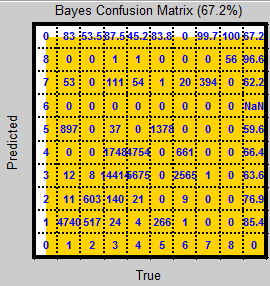 Bayes Confusion Matrix (67.2%)
0 83 53.5 37.5 45.2 83.8 0 99.7 100 67.2
8 0 0 1 1 0 0 0 56 96.6
7 53 0 111 54 1 20 394 0 62.2
6 0 0 0 0 0 0 0 0 NaN
5 897 0 37 0 1378 0 0 0 59.6
4 0 0 1748 4754 0 661 0 0 66.4
3 12 8 14414 5675 0 2565 1 0 63.6
2 11 603 140 21 0 9 0 0 76.9
1 4740 517 24 4 266 1 0 0 85.4
0 1 2 3 4 5 6 7 8 0
Predicted
True